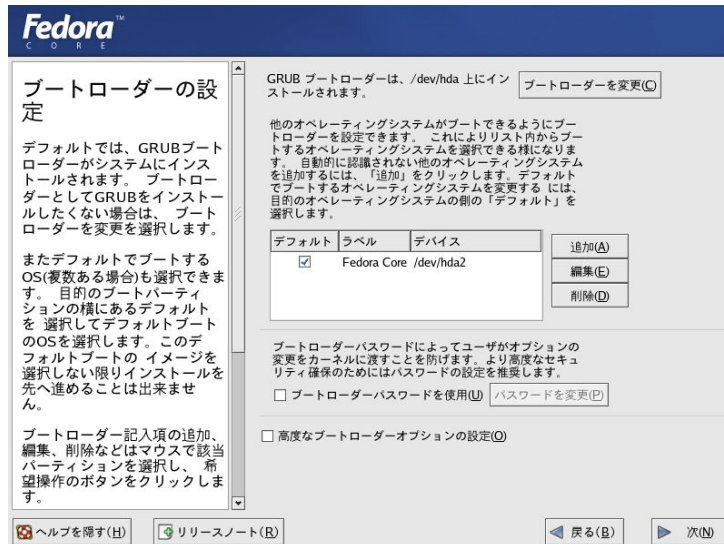 Fedora™
CORE
ブートローダーの設
定
デフォルトでは、GRUBブート
ローダーがシステムにインス
トールされます。 ブートロー
ダーとしてGRUBをインストー
ルしたくない場合は、 ブート
ローダーを変更を選択します。
またデフォルトでブートする
OS(複数ある場合)も選択できま
す。 目的のブートパーティ
ションの横にあるデフォルト
を 選択してデフォルトブート
のOSを選択します。このデ
フォルトブートの イメージを
選択しない限りインストールを
先へ進めることは出来ませ
ん。
ブートローダー記入項の追加、
編集、削除などはマウスで該当
パーティションを選択し、 希
望操作のボタンをクリックしま
す。
GRUB ブートローダーは、/dev/hda 上にイン
ストールされます。
ブートローダーを変更(C)
他のオペレーティングシステムがブートできるようにブー
トローダーを設定できます。 これによりリスト内からブー
トするオペレーティングシステムを選択できる様になりま
す。 自動的に認識されない他のオペレーティングシステム
を追加するには、「追加」をクリックします。デフォルト
でブートするオペレーティングシステムを変更する には、
目的のオペレーティングシステムの側の「デフォルト」を
選択します。
デフォルト ラベル デバイス
Fedora Core /dev/hda2
追加(A)
編集(E)
削除(D)
ブートローダーパスワードによってユーザがオプションの
変更をカーネルに渡すことを防げます。より高度なセキュ
リティ確保のためにはパスワードの設定を推奨します。
ブートローダーパスワードを使用(U) パスワードを変更(P)
高度なブートローダーオプションの設定(O)
ヘルプを隠す(H) リリースノート(R) 戻る(B) 次(N)